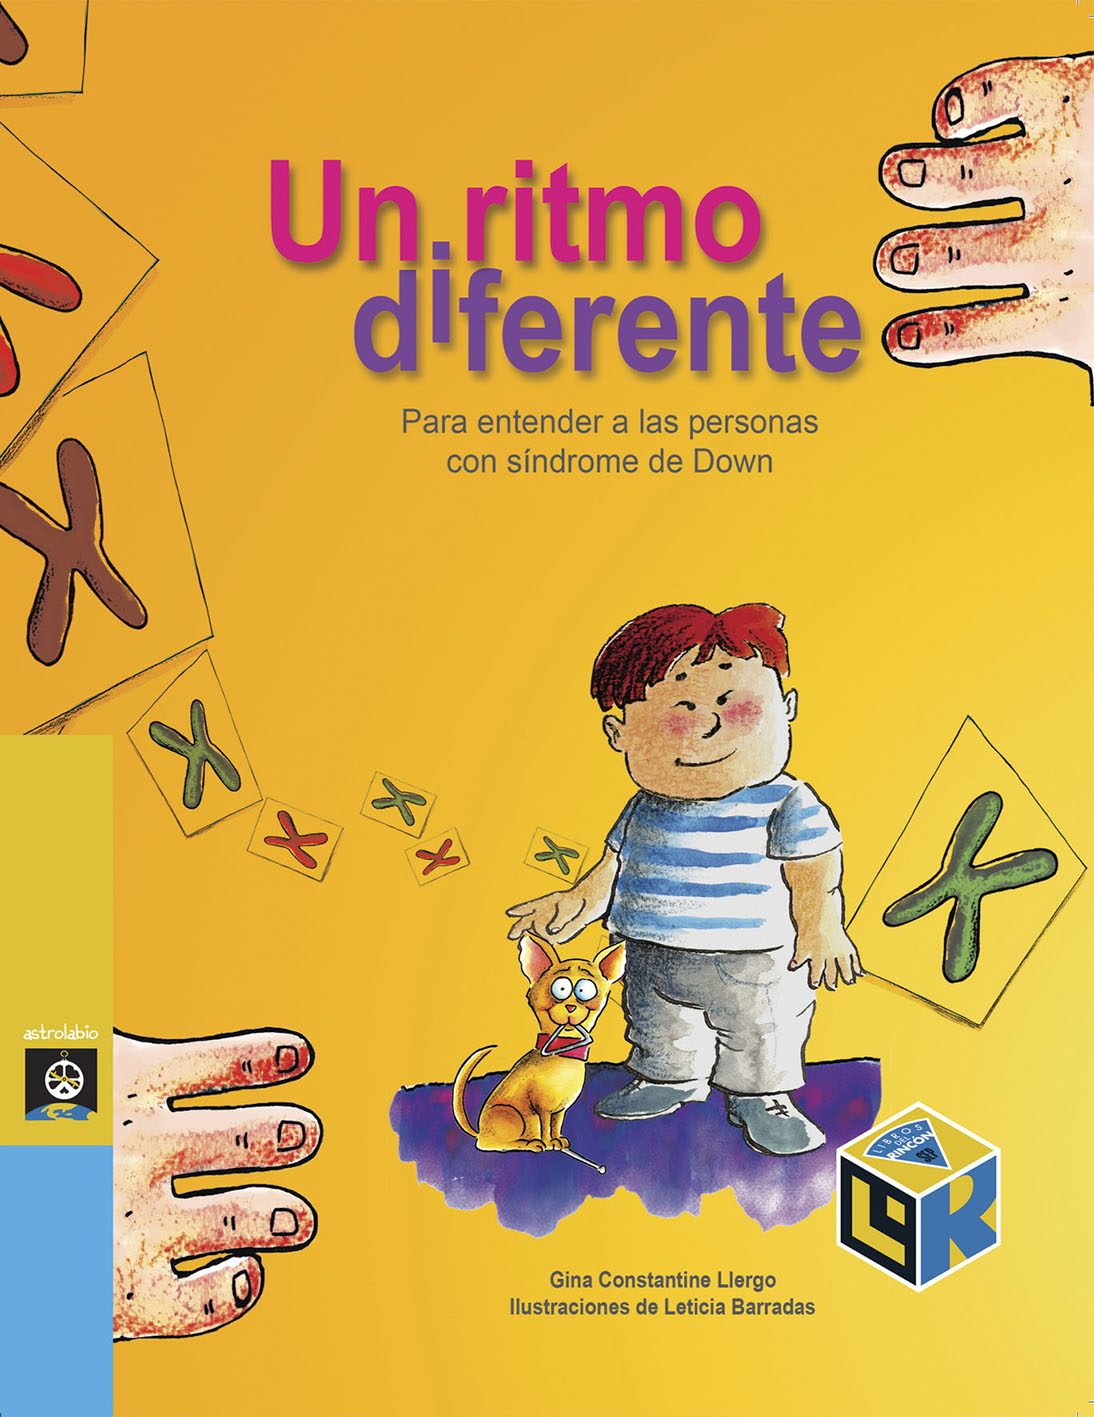 Un ritmo
diferente
Para entender a las personas
con síndrome de Down
astrolabio
LIBROS
DEL
RINCÓN
SEP
LR
Gina Constantine Llergo
Ilustraciones de Leticia Barradas